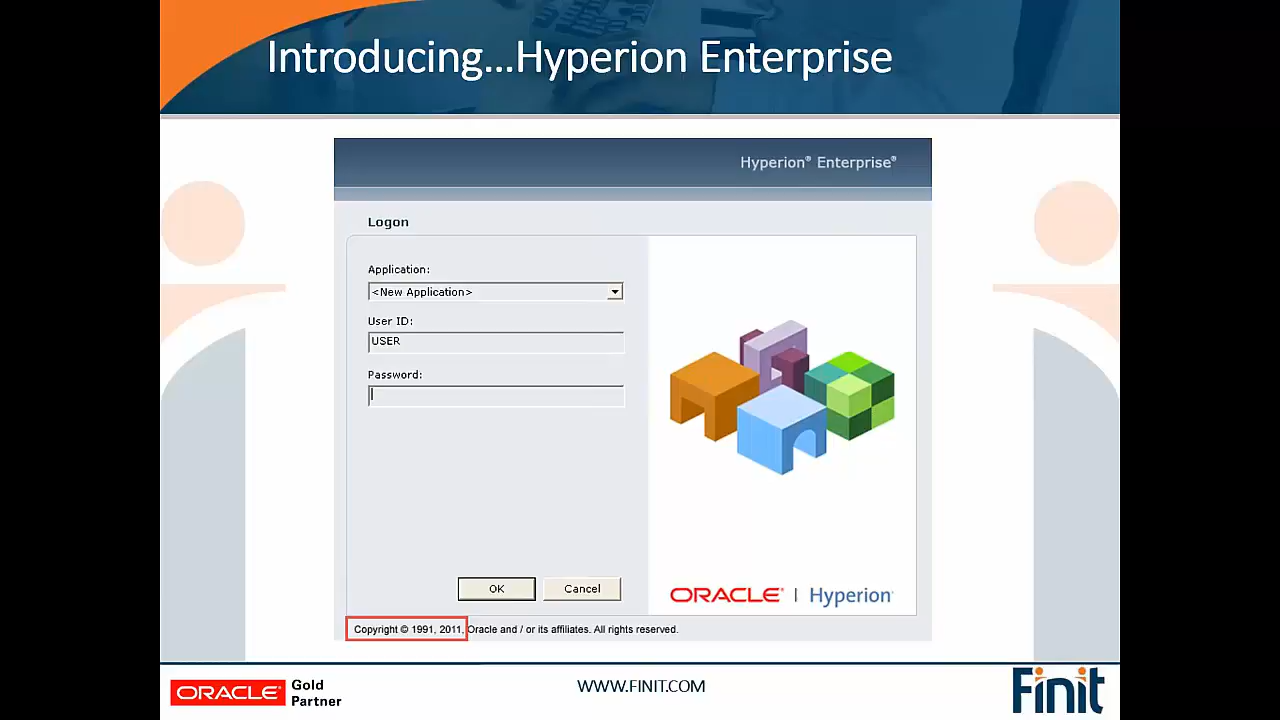 Introducing...Hyperion Enterprise
Hyperion® Enterprise®
Logon
Application:
<New Application>
User ID:
USER
Password:
OK Cancel
ORACLE® | Hyperion®
Copyright © 1991, 2011, Oracle and / or its affiliates. All rights reserved.
ORACLE® Gold Partner
WWW.FINIT.COM
Finit